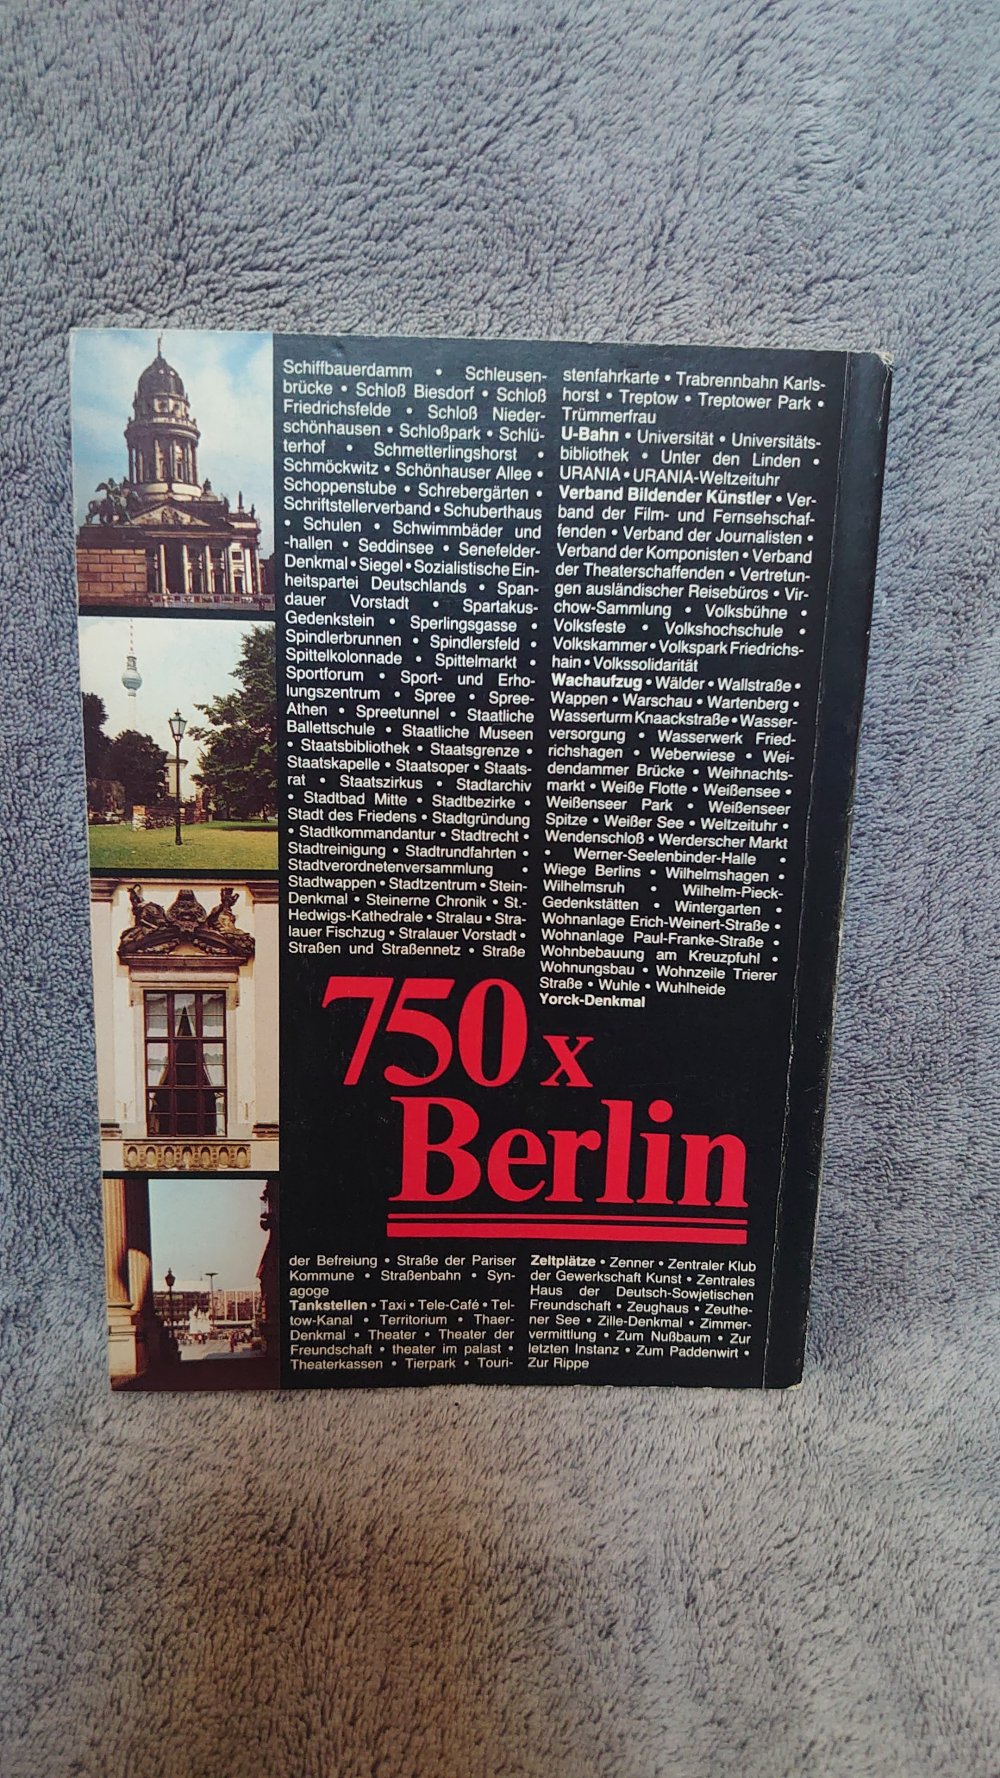 Schiffbauerdamm • Schleusen-
brücke • Schloß Biesdorf • Schloß
Friedrichsfelde • Schloß Nieder-
schönhausen • Schloßpark • Schlü-
terhof • Schmetterlingshorst •
Schmöckwitz • Schönhauser Allee •
Schoppenstube • Schrebergärten •
Schriftstellerverband • Schuberthaus
• Schulen • Schwimmbäder und
-hallen • Seddinsee • Senefelder-
Denkmal • Siegel • Sozialistische Ein-
heitspartei Deutschlands • Span-
dauer Vorstadt • Spartakus-
Gedenkstein • Sperlingsgasse •
Spindlerbrunnen • Spindlersfeld •
Spittelkolonnade • Spittelmarkt •
Sportforum • Sport- und Erho-
lungszentrum • Spree • Spree-
Athen • Spreetunnel • Staatliche
Ballettschule • Staatliche Museen
• Staatsbibliothek • Staatsgrenze •
Staatskapelle • Staatsoper • Staats-
rat • Staatszirkus • Stadtarchiv
• Stadtbad Mitte • Stadtbezirke •
Stadt des Friedens • Stadtgründung
• Stadtkommandantur • Stadtrecht •
Stadtreinigung • Stadtrundfahrten •
Stadtverordnetenversammlung •
Stadtwappen • Stadtzentrum • Stein-
Denkmal • Steinerne Chronik • St.-
Hedwigs-Kathedrale • Stralau • Stra-
lauer Fischzug • Stralauer Vorstadt •
Straßen und Straßennetz • Straße
stenfahrkarte • Trabrennbahn Karls-
horst • Treptow • Treptower Park •
Trümmerfrau
U-Bahn • Universität • Universitäts-
bibliothek • Unter den Linden •
URANIA • URANIA-Weltzeituhr
Verband Bildender Künstler • Ver-
band der Film- und Fernsehschaf-
fenden • Verband der Journalisten •
Verband der Komponisten • Verband
der Theaterschaffenden • Vertretun-
gen ausländischer Reisebüros • Vir-
chow-Sammlung • Volksbühne •
Volksfeste • Volkshochschule •
Volkskammer • Volkspark Friedrichs-
hain • Volkssolidarität
Wachaufzug • Wälder • Wallstraße •
Wappen • Warschau • Wartenberg •
Wasserturm Knaackstraße • Wasser-
versorgung • Wasserwerk Fried-
richshagen • Weberwiese • Wei-
dendammer Brücke • Weihnachts-
markt • Weiße Flotte • Weißensee •
Weißenseer Park • Weißenseer
Spitze • Weißer See • Weltzeituhr •
Wendenschloß • Werderscher Markt
• Werner-Seelenbinder-Halle •
Wiege Berlins • Wilhelmshagen •
Wilhelmsruh • Wilhelm-Pieck-
Gedenkstätten • Wintergarten •
Wohnanlage Erich-Weinert-Straße •
Wohnanlage Paul-Franke-Straße •
Wohnbebauung am Kreuzpfuhl •
Wohnungsbau • Wohnzeile Trierer
Straße • Wuhle • Wuhlheide
Yorck-Denkmal
750 x
Berlin
der Befreiung • Straße der Pariser
Kommune • Straßenbahn • Syn-
agoge
Tankstellen • Taxi • Tele-Café • Tel-
tow-Kanal • Territorium • Thaer-
Denkmal • Theater • Theater der
Freundschaft • theater im palast •
Theaterkassen • Tierpark • Touri-
Zeltplätze • Zenner • Zentraler Klub
der Gewerkschaft Kunst • Zentrales
Haus der Deutsch-Sowjetischen
Freundschaft • Zeughaus • Zeuthe-
ner See • Zille-Denkmal • Zimmer-
vermittlung • Zum Nußbaum • Zur
letzten Instanz • Zum Paddenwirt •
Zur Rippe